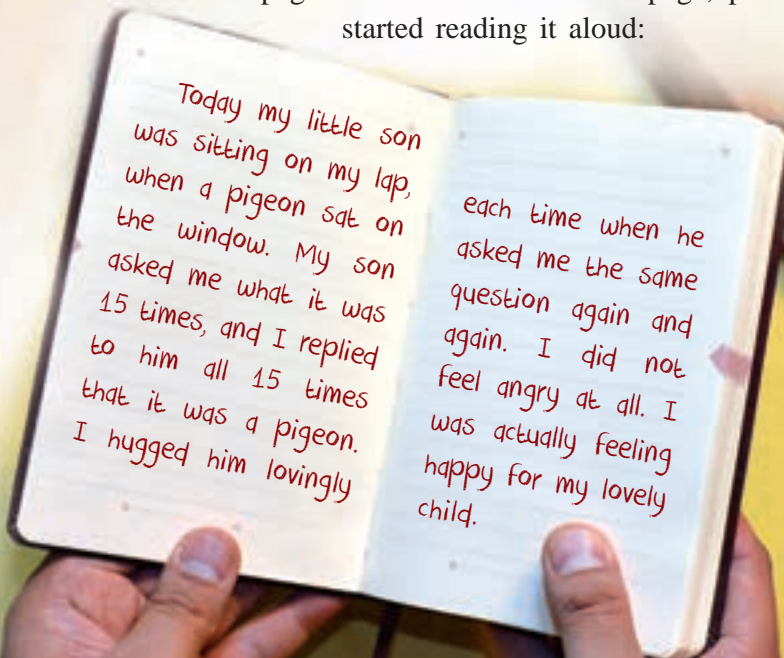 started reading it aloud:
Today my little son
was sitting on my lap,
when a pigeon sat on
the window. My son
asked me what it was
15 times, and I replied
to him all 15 times
that it was a pigeon.
I hugged him lovingly
each time when he
asked me the same
question again and
again. I did not
feel angry at all. I
was actually feeling
happy for my lovely
child.